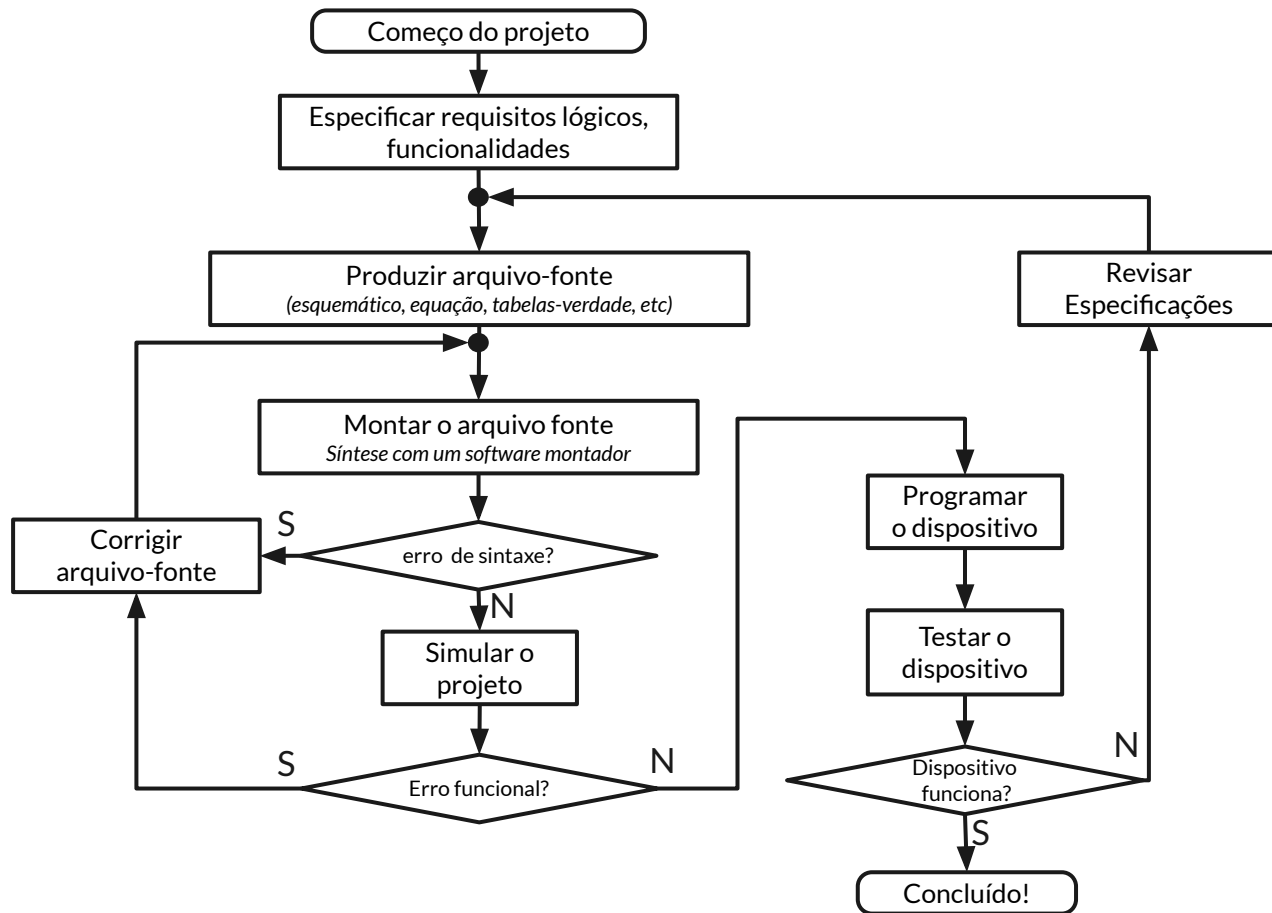 Começo do projeto
Especificar requisitos lógicos,
funcionalidades
Produzir arquivo-fonte
(esquemático, equação, tabelas-verdade, etc)
Revisar
Especificações
Montar o arquivo fonte
Síntese com um software montador
Programar
o dispositivo
S
Corrigir
arquivo-fonte
erro de sintaxe?
N
Simular o
projeto
Testar o
dispositivo
S
Erro funcional?
N
Dispositivo
funciona?
N
S
Concluído!